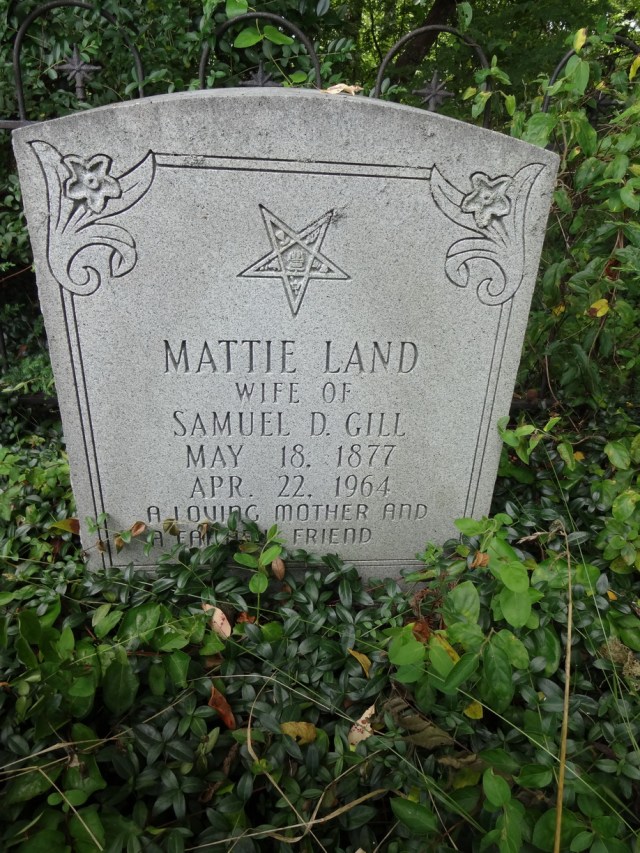 MATTIE LAND
WIFE OF
SAMUEL D. GILL
MAY 18, 1877
APR. 22, 1964
A LOVING MOTHER AND
A FRIEND